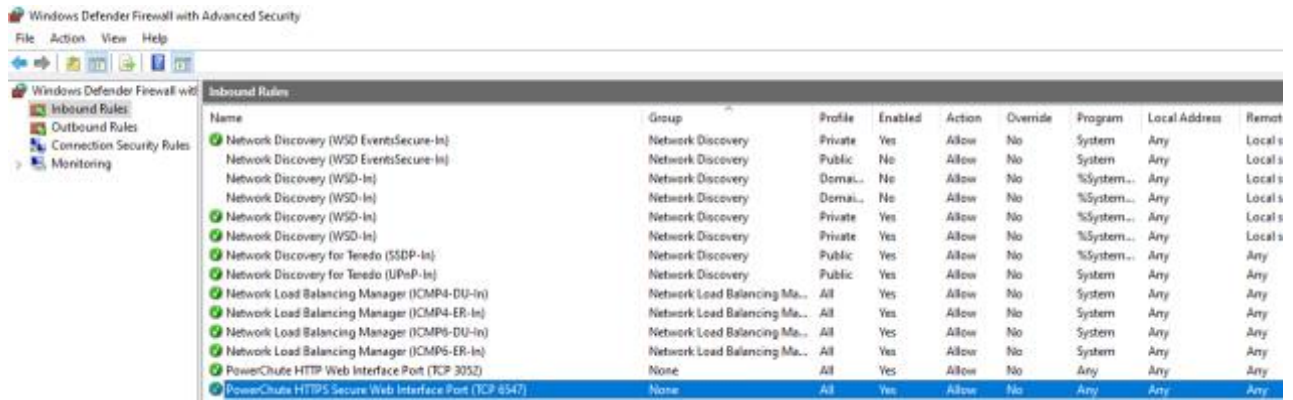 Windows Defender Firewall with Advanced Security
File Action View Help
Windows Defender Firewall wit
Inbound Rules
Outbound Rules
Connection Security Rules
Monitoring
Inbound Rules
Name Group Profile Enabled Action Override Program Local Address Remot
Network Discovery (WSD EventsSecure-In) Network Discovery Private Yes Allow No System Any Local s
Network Discovery (WSD EventsSecure-In) Network Discovery Public No Allow No System Any Local s
Network Discovery (WSD-In) Network Discovery Domai... No Allow No %System... Any Local s
Network Discovery (WSD-In) Network Discovery Domai... No Allow No %System... Any Local s
Network Discovery (WSD-In) Network Discovery Private Yes Allow No %System... Any Local s
Network Discovery (WSD-In) Network Discovery Private Yes Allow No %System... Any Local s
Network Discovery for Teredo (SSDP-In) Network Discovery Public Yes Allow No %System... Any Any
Network Discovery for Teredo (UPnP-In) Network Discovery Public Yes Allow No System Any Any
Network Load Balancing Manager (ICMP4-DU-In) Network Load Balancing Ma... All Yes Allow No System Any Any
Network Load Balancing Manager (ICMP4-ER-In) Network Load Balancing Ma... All Yes Allow No System Any Any
Network Load Balancing Manager (ICMP6-DU-In) Network Load Balancing Ma... All Yes Allow No System Any Any
Network Load Balancing Manager (ICMP6-ER-In) Network Load Balancing Ma... All Yes Allow No System Any Any
PowerChute HTTP Web Interface Port (TCP 3052) None All Yes Allow No Any Any Any
PowerChute HTTPS Secure Web Interface Port (TCP 6547) None All Yes Allow No Any Any Any